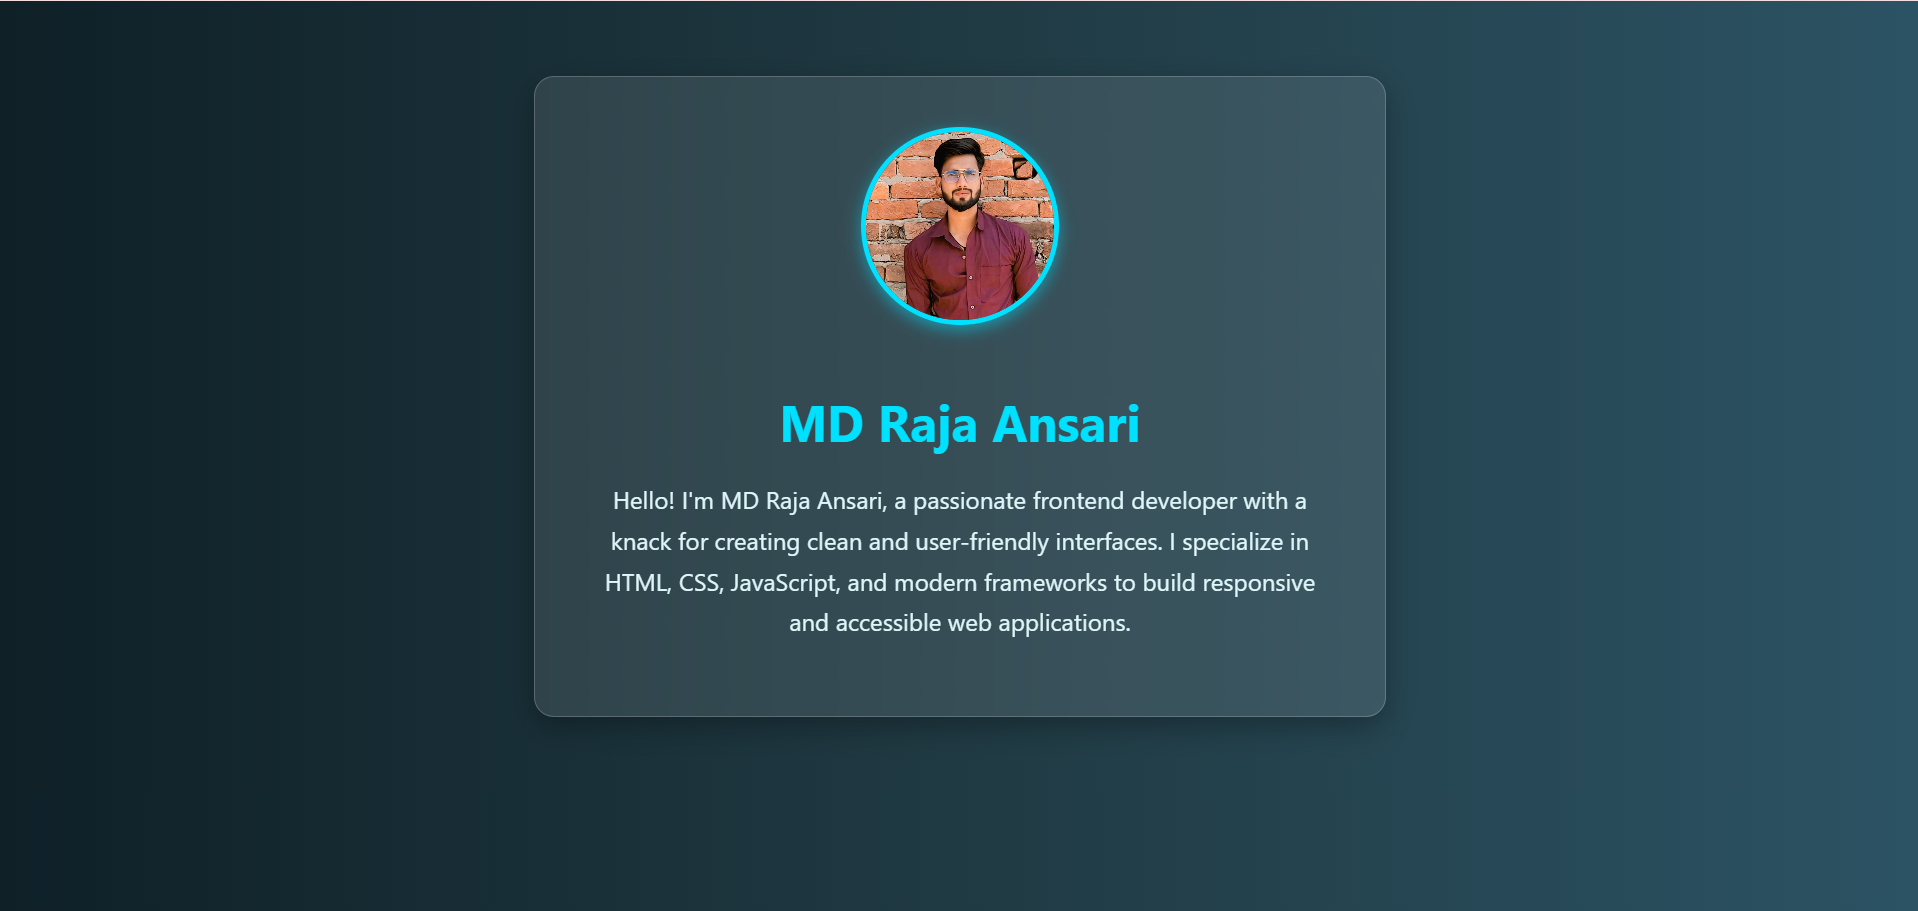 MD Raja Ansari
Hello! I'm MD Raja Ansari, a passionate frontend developer with a
knack for creating clean and user-friendly interfaces. I specialize in
HTML, CSS, JavaScript, and modern frameworks to build responsive
and accessible web applications.